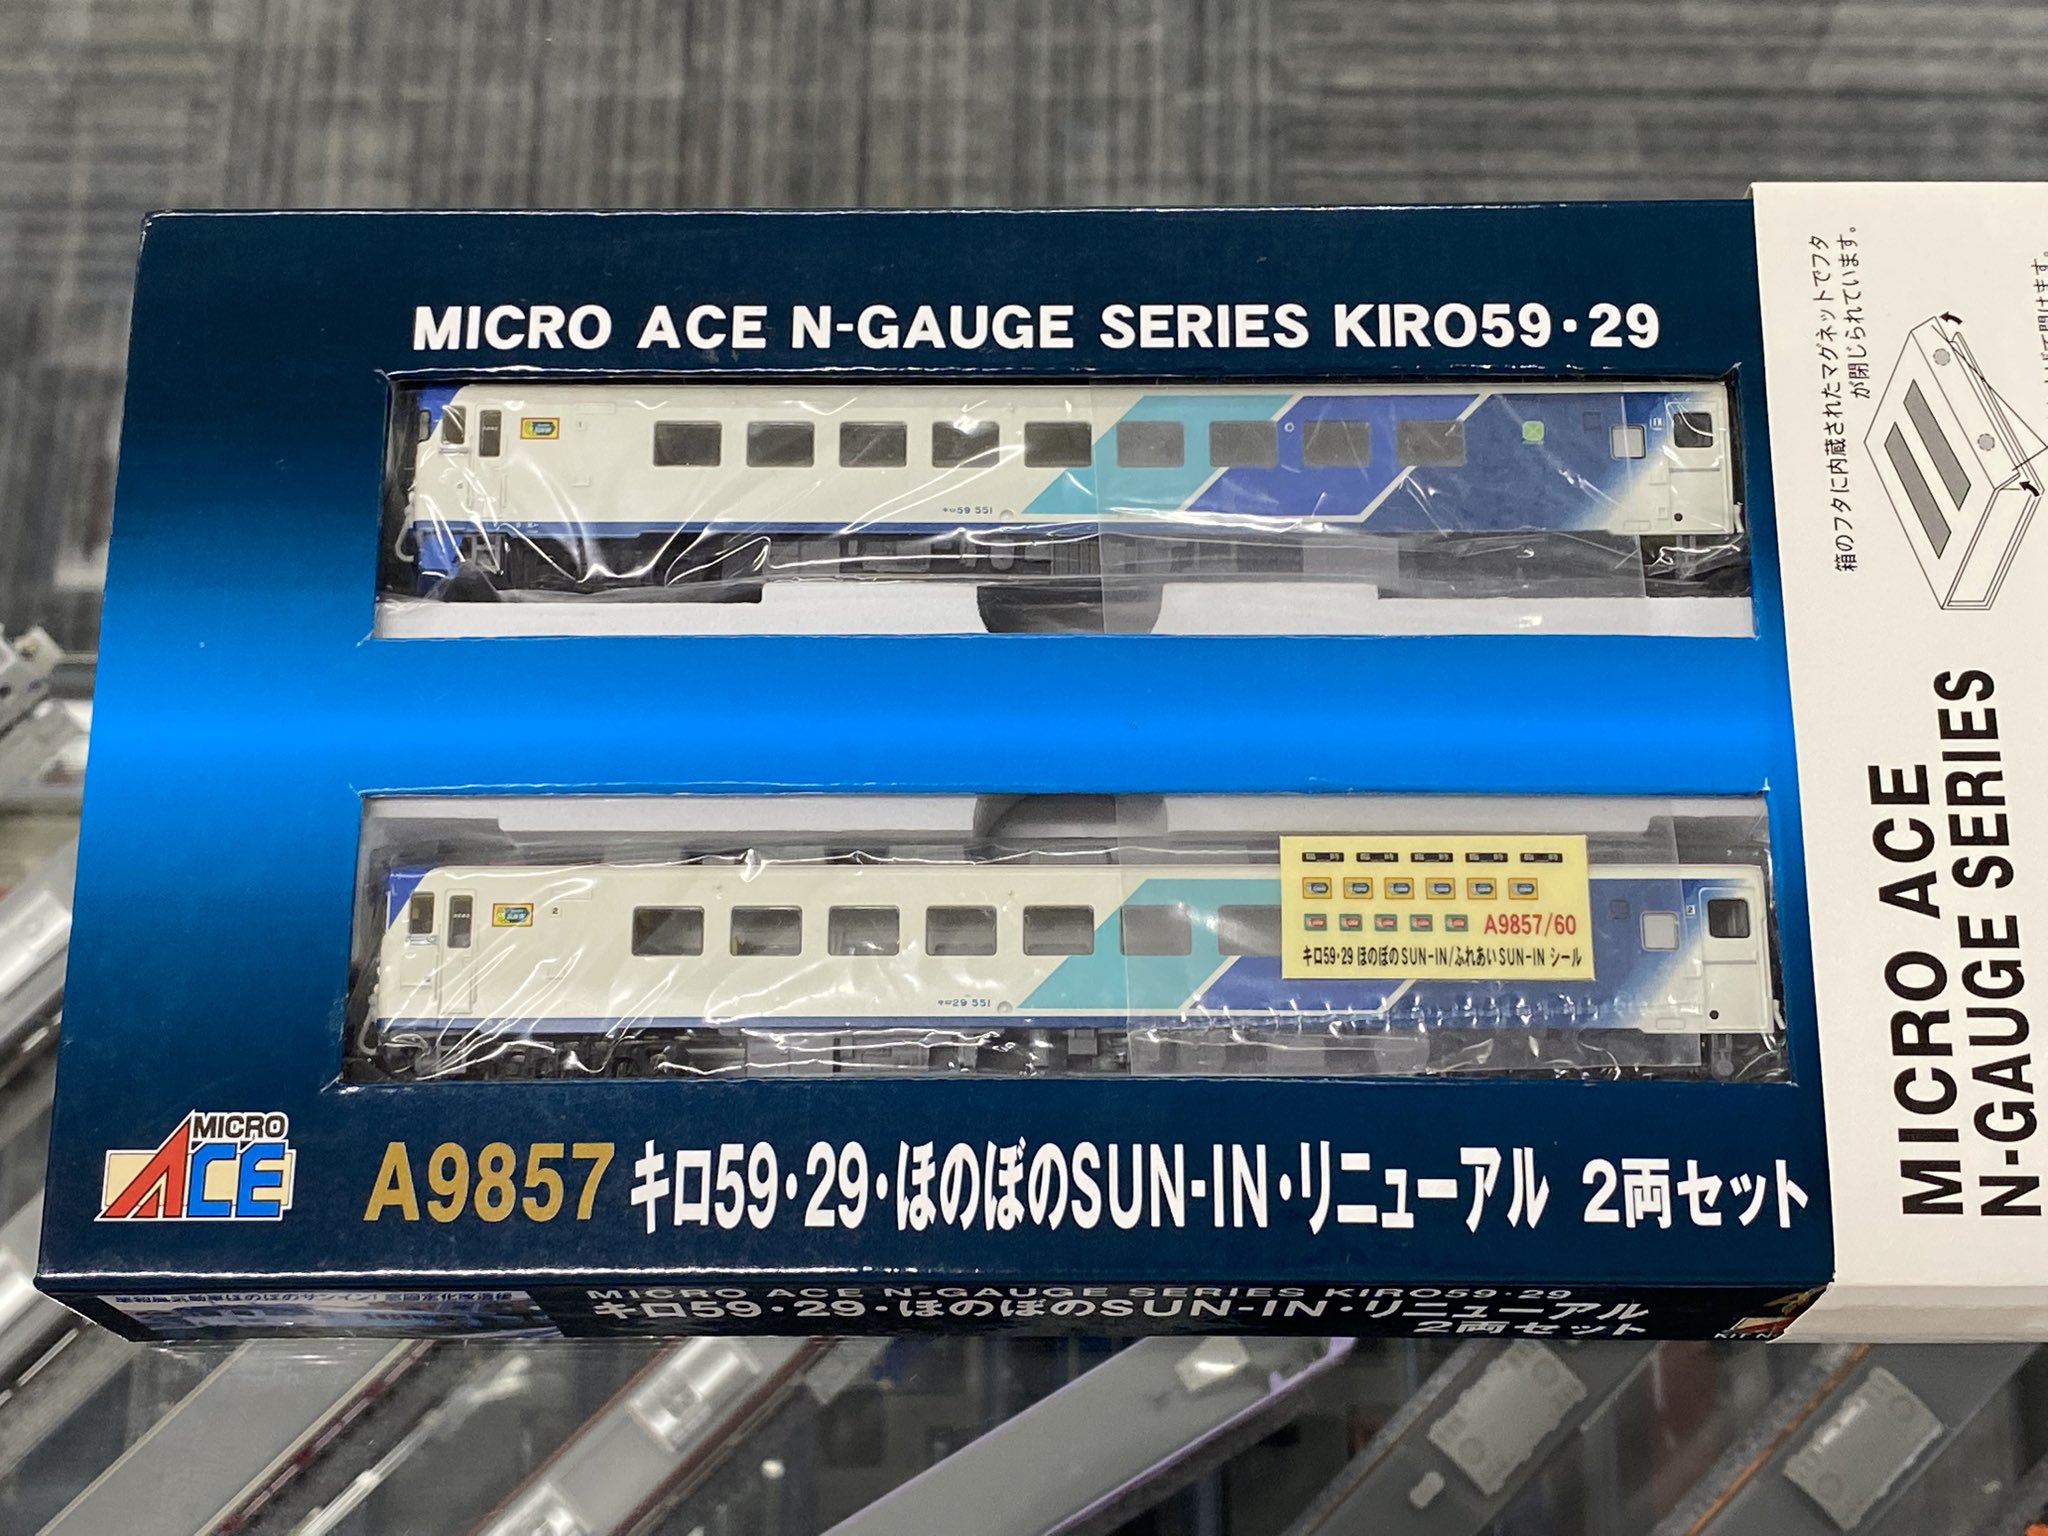 MICRO ACE N-GAUGE SERIES KIRO59・29
キロ59 551
1
2
キロ29 551
A9857/60
キロ59・29 ほのぼのSUN-IN/ふれあいSUN-IN シール
MICRO
ACE
A9857 キロ59・29・ほのぼのSUN-IN・リニューアル 2両セット
MICRO ACE N-GAUGE SERIES KIRO59・29
キロ59・29・ほのぼのSUN-IN・リニューアル
2両セット
箱のフタに内蔵されたマグネットでフタ
が閉じられています。
MICRO ACE
N-GAUGE SERIES